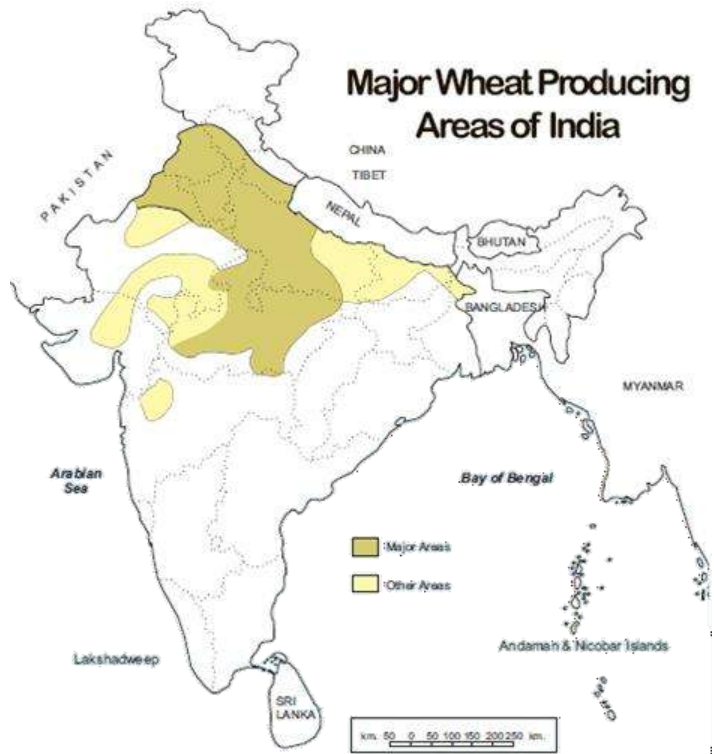 Major Wheat Producing
Areas of India
CHINA
TIBET
PAKISTAN
NEPAL
BHUTAN
BANGLADESH
MYANMAR
Arabian
Sea
Bay of Bengal
Major Areas
Other Areas
Lakshadweep
Andaman & Nicobar Islands
SRI
LANKA
km. 50 0 50 100 150 200 250 km.